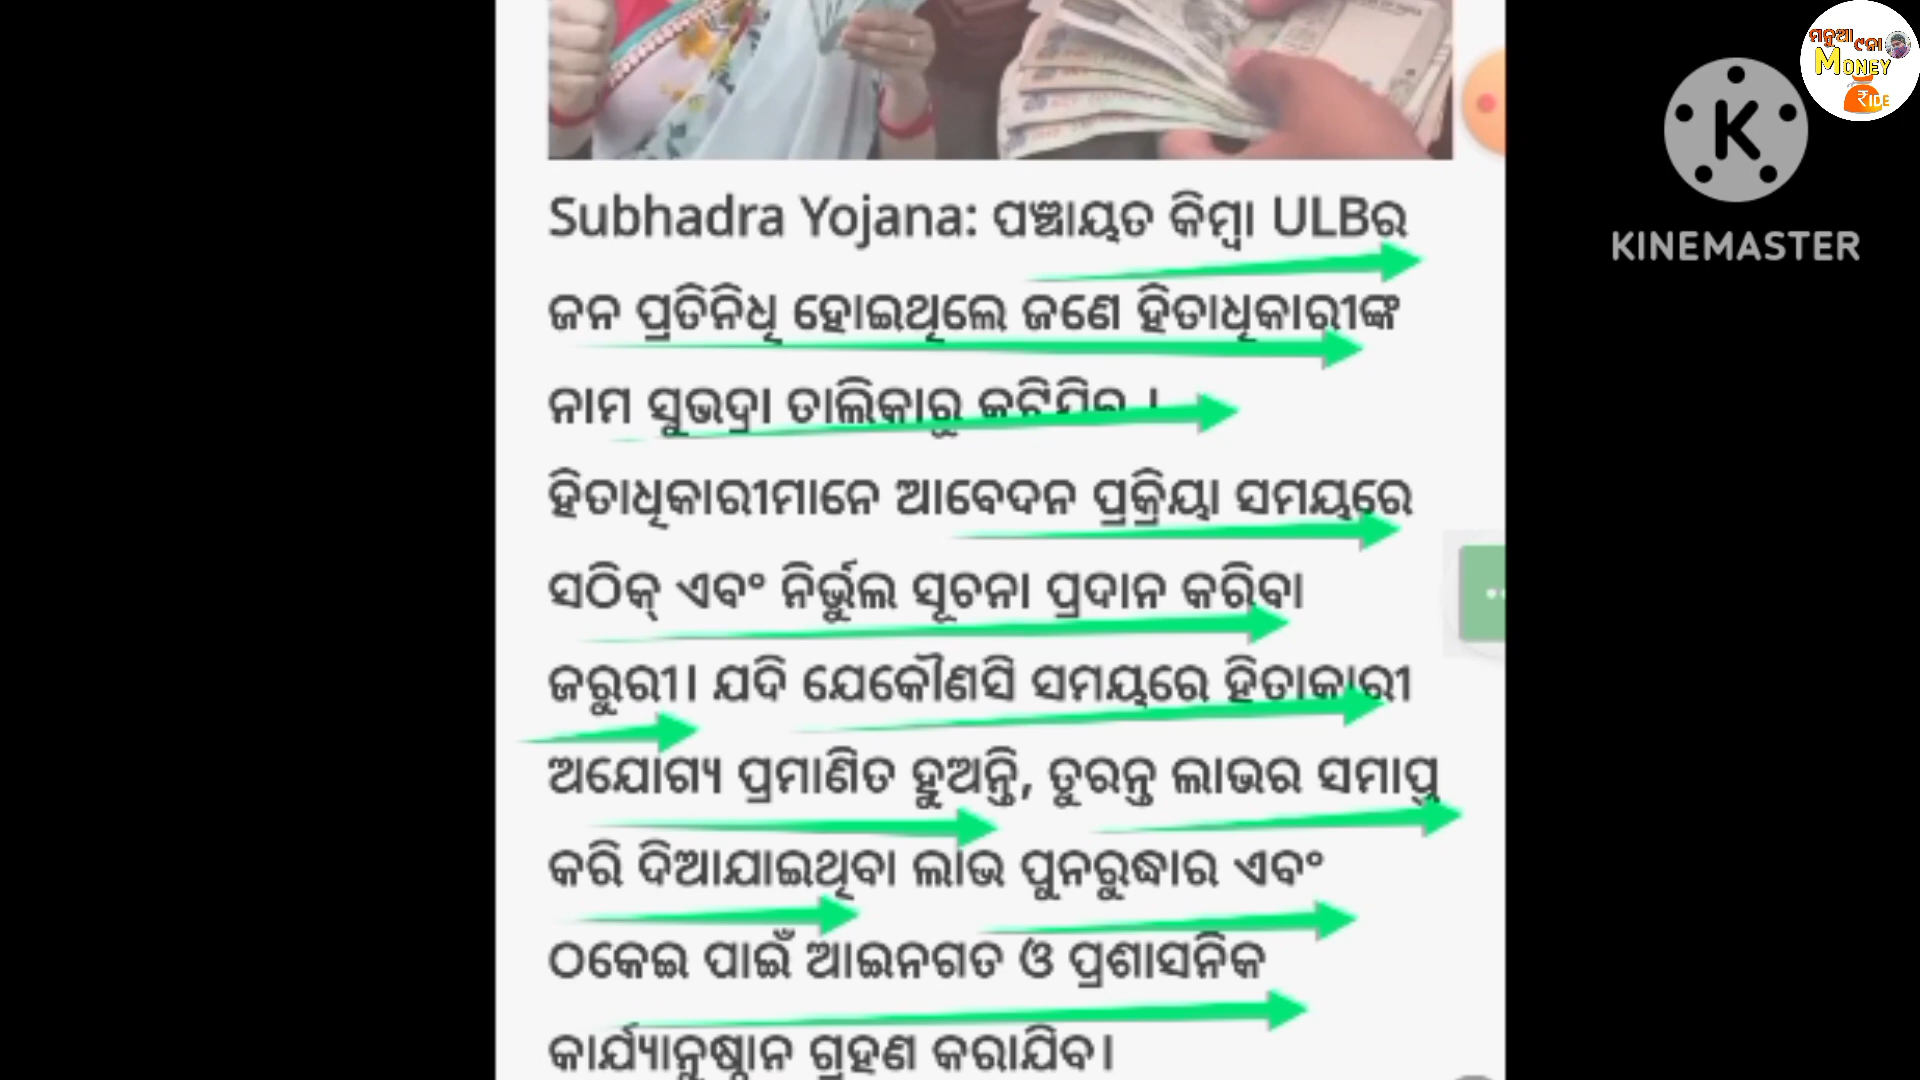 Subhadra Yojana: ପଞ୍ଚାୟତ କିମ୍ବା ULBର
ଜନ ପ୍ରତିନିଧି ହୋଇଥିଲେ ଜଣେ ହିତାଧିକାରୀଙ୍କ
ନାମ ସୁଭଦ୍ରା ତାଲିକାରୁ କଟିଯିବ ।
ହିତାଧିକାରୀମାନେ ଆବେଦନ ପ୍ରକ୍ରିୟା ସମୟରେ
ସଠିକ୍ ଏବଂ ନିର୍ଭୁଲ ସୂଚନା ପ୍ରଦାନ କରିବା
ଜରୁରୀ। ଯଦି ଯେକୌଣସି ସମୟରେ ହିତାକାରୀ
ଅଯୋଗ୍ୟ ପ୍ରମାଣିତ ହୁଅନ୍ତି, ତୁରନ୍ତ ଲାଭର ସମାପ୍ତ
କରି ଦିଆଯାଇଥିବା ଲାଭ ପୁନରୁଦ୍ଧାର ଏବଂ
ଠକେଇ ପାଇଁ ଆଇନଗତ ଓ ପ୍ରଶାସନିକ
କାର୍ଯ୍ୟାନୁଷ୍ଠାନ ଗ୍ରହଣ କରାଯିବ।
KINEMASTER
MONEY
₹IDE